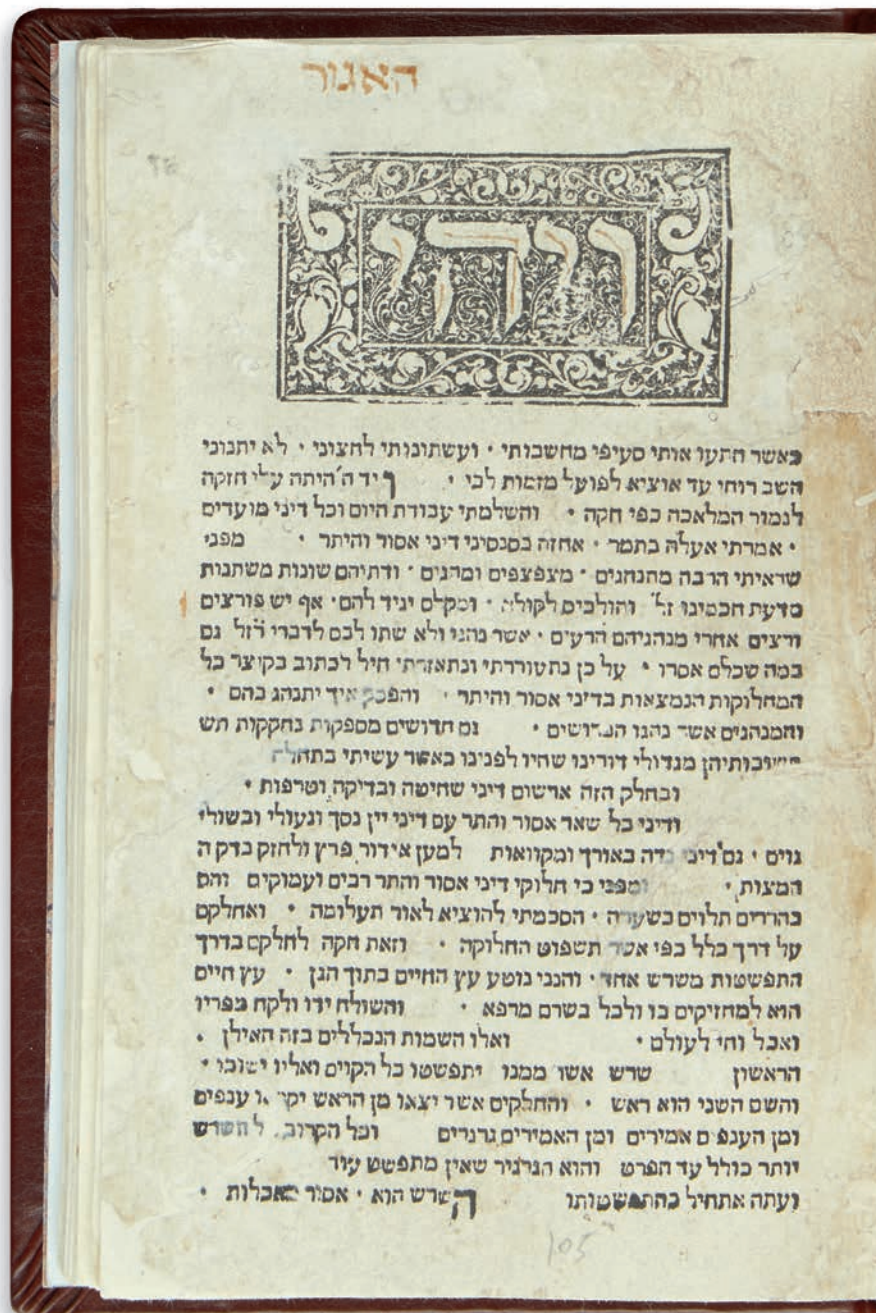 האגור
ויהי
כאשר התעו אותי סעיפי מחשבותי · ועשתונותי לחצוני · לא יתנוני
השב רוחי עד אוציא לפועל מזמות לבי · ויד ה' היתה עלי חזקה
לגמור המלאכה כפי חקה · והשלמתי עבודת היום וכל דיני מועדים
· אמרתי אעלה בתמר · אחזה בסנסיני דיני אסור והיתר · מפני
שראיתי הרבה מהנהגים · מצפצפים ומהגים · ודתיהם שונות משתנות
מדעת חכמינו ז"ל והולכים לקולא · ומקלם יגיד להם · אף יש פורצים
ורצים אחרי מנהגיהם הרעים · אשר נהגו ולא שתו לבם לדברי רז"ל גם
במה שכלם אסרו · על כן נתעוררתי ונתאזרתי חיל לכתוב בקוצר כל
המחלוקות הנמצאות בדיני אסור והיתר · והפסק איך יתנהג בהם ·
והמנהגים אשר נהגו הקדושים · גם חדושים מספקות נחקקות תש
מגדולי דורינו שהיו לפנינו כאשר עשיתי בתחלה
ובחלק הזה ארשום דיני שחיטה ובדיקה וטרפות ·
ודיני כל שאר אסור והתר עם דיני יין נסך וגעולי ובשולי
גוים · גם דיני נדה באורך ומקוואות למען אידור פרץ ולחזק בדק ה
המצות · ומפני כי חלוקי דיני אסור והתר רבים ועמוקים והם
כהררים תלוים בשערה · הסכמתי להוציא לאור תעלומה · ואחלקם
על דרך כלל כפי אשר תשפוט החלוקה · וזאת חקה לחלקם בדרך
התפשטות משרש אחד · והנני נוטע עץ החיים בתוך הגן · עץ חיים
הוא למחזיקים בו ולכל בשרם מרפא · והשולח ידו ולקח מפריו
ואכל וחי לעולם · ואלו השמות הנכללים בזה האילן ·
הראשון שרש אשר ממנו יתפשטו כל הקוים ואליו ישובו ·
והשם השני הוא ראש · והחלקים אשר יצאו מן הראש יקראו ענפים
ומן הענפים אמירים ומן האמירים גרגרים וכל הקרוב לשרש
יותר כולל עד הפרט והוא הגרגיר שאין מתפשט עוד
ועתה אתחיל בהתפשטותו השרש הוא · אסור מאכלות ·
105